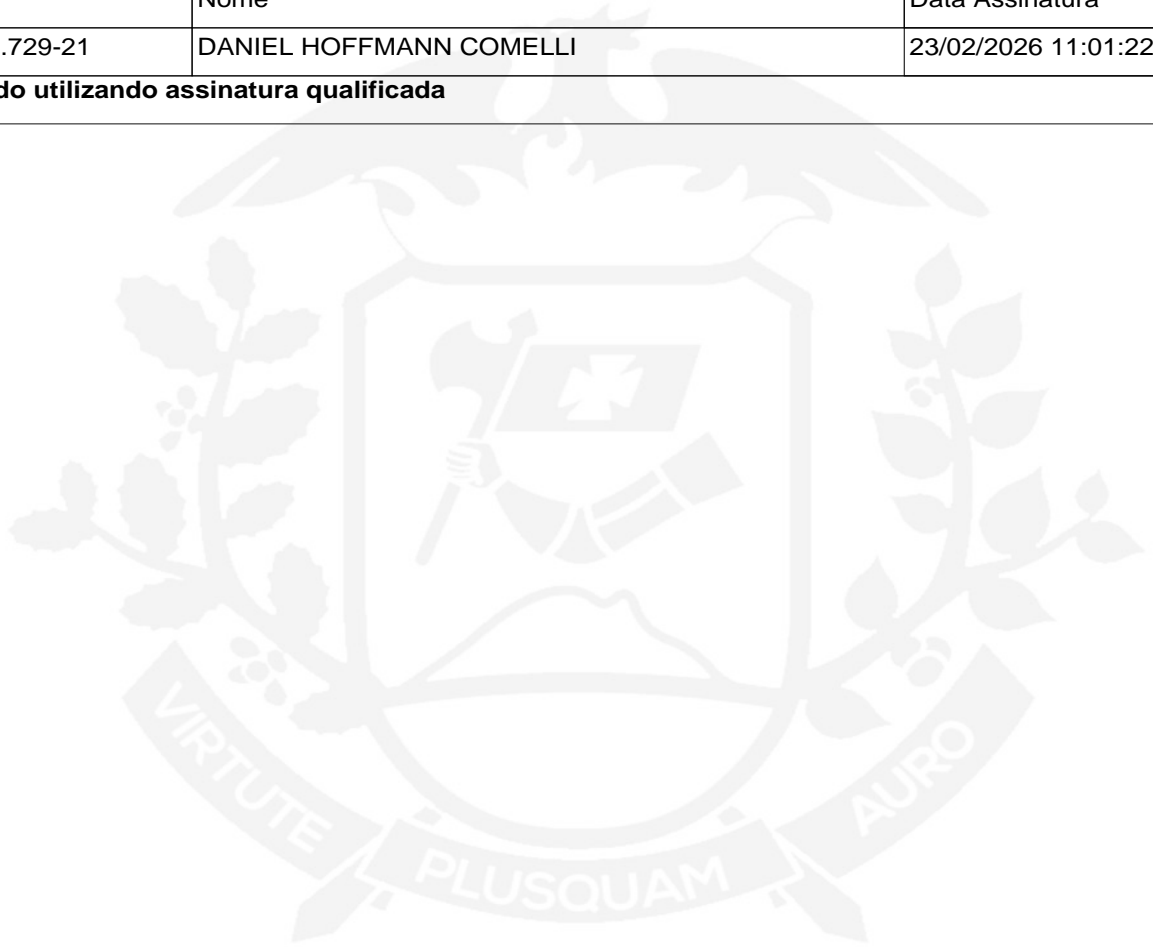 Nome Data Assinatura
.729-21 DANIEL HOFFMANN COMELLI 23/02/2026 11:01:22
do utilizando assinatura qualificada
VIRTUTE PLUSQUAM AURO